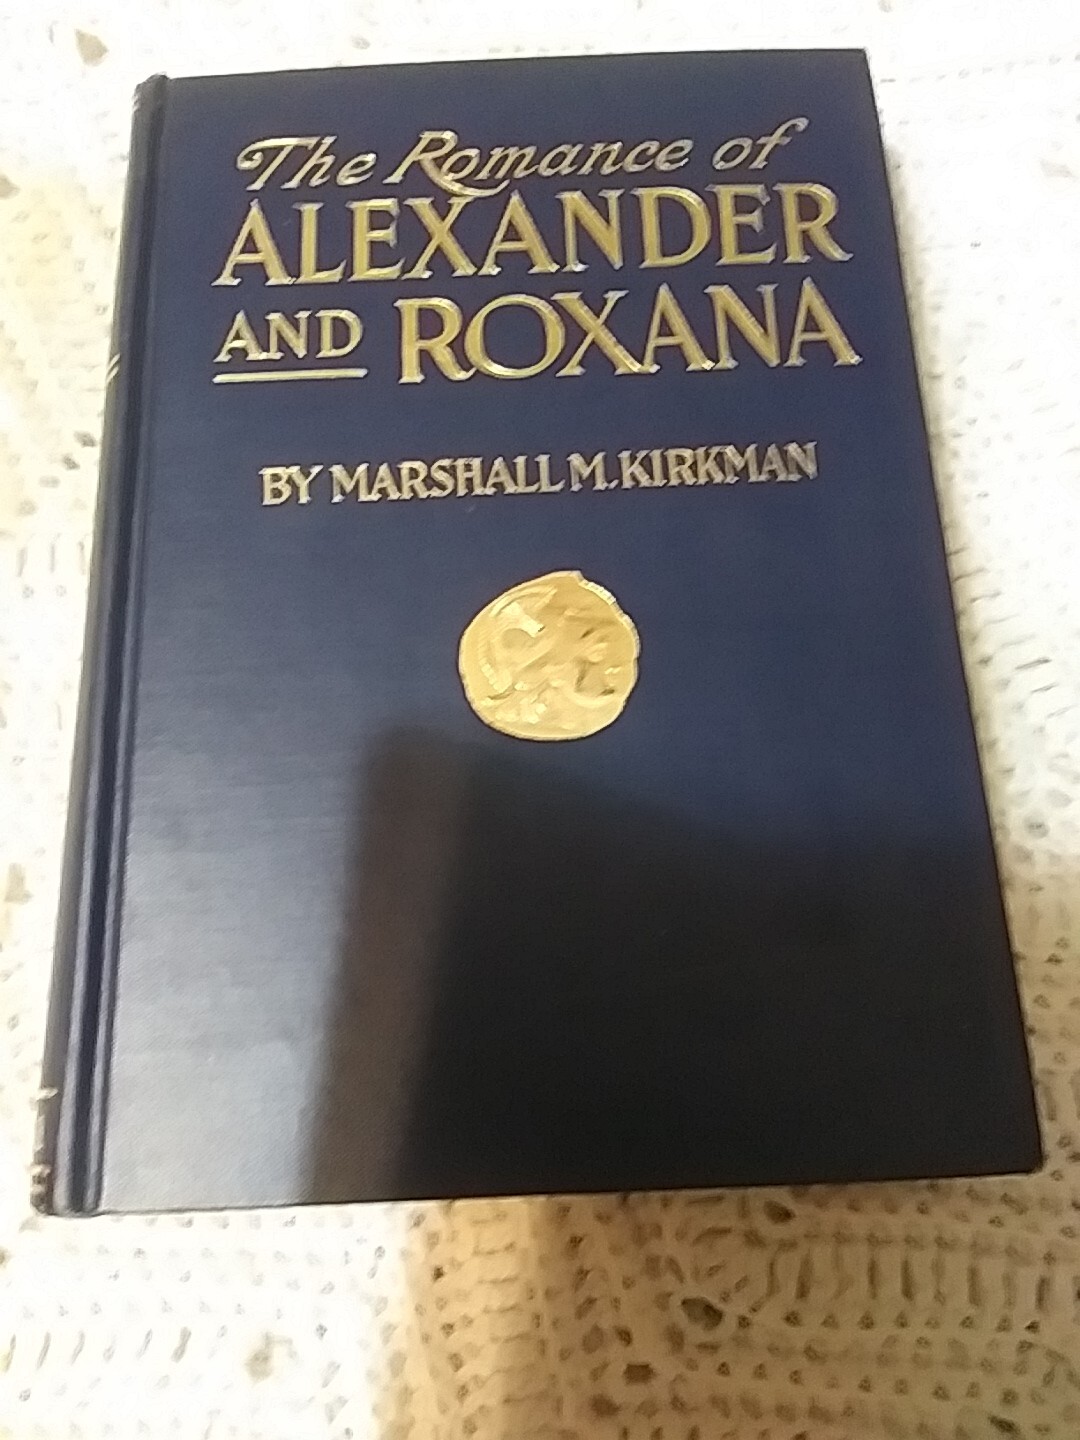 The Romance of
ALEXANDER
AND ROXANA
BY MARSHALL M. KIRKMAN